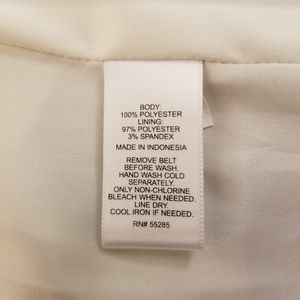 BODY:
100% POLYESTER
LINING:
97% POLYESTER
3% SPANDEX
MADE IN INDONESIA
REMOVE BELT
BEFORE WASH.
HAND WASH COLD
SEPARATELY.
ONLY NON-CHLORINE
BLEACH WHEN NEEDED.
LINE DRY.
COOL IRON IF NEEDED.
RN# 55285